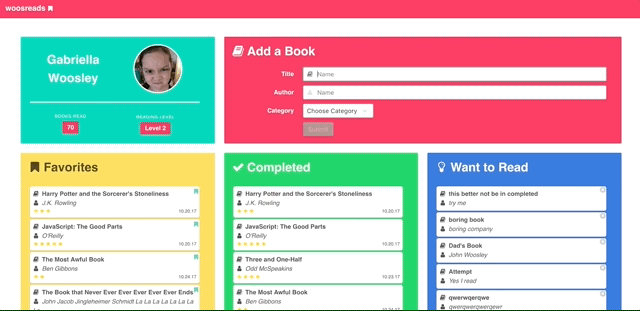 woosreads
Gabriella
Woosley
BOOKS READ
READING LEVEL
70
Level 2
Add a Book
Title
Name
Author
Name
Category
Choose Category
Submit
Favorites
Harry Potter and the Sorcerer's Stoneliness
J.K. Rowling
10.20.17
JavaScript: The Good Parts
O'Reilly
10.20.17
The Most Awful Book
Ben Gibbons
10.24.17
The Book that Never Ever Ever Ever Ever Ever Ends
John Jacob Jingleheimer Schmidt La La La La La La La
Completed
Harry Potter and the Sorcerer's Stoneliness
J.K. Rowling
10.20.17
JavaScript: The Good Parts
O'Reilly
10.20.17
Three and One-Half
Odd McSpeakins
10.23.17
The Most Awful Book
Ben Gibbons
Want to Read
this better not be in completed
try me
boring book
boring company
Dad's Book
John Woosley
Attempt
Yes I read
qwerwqerqwe
qwerqwerqwerqwer